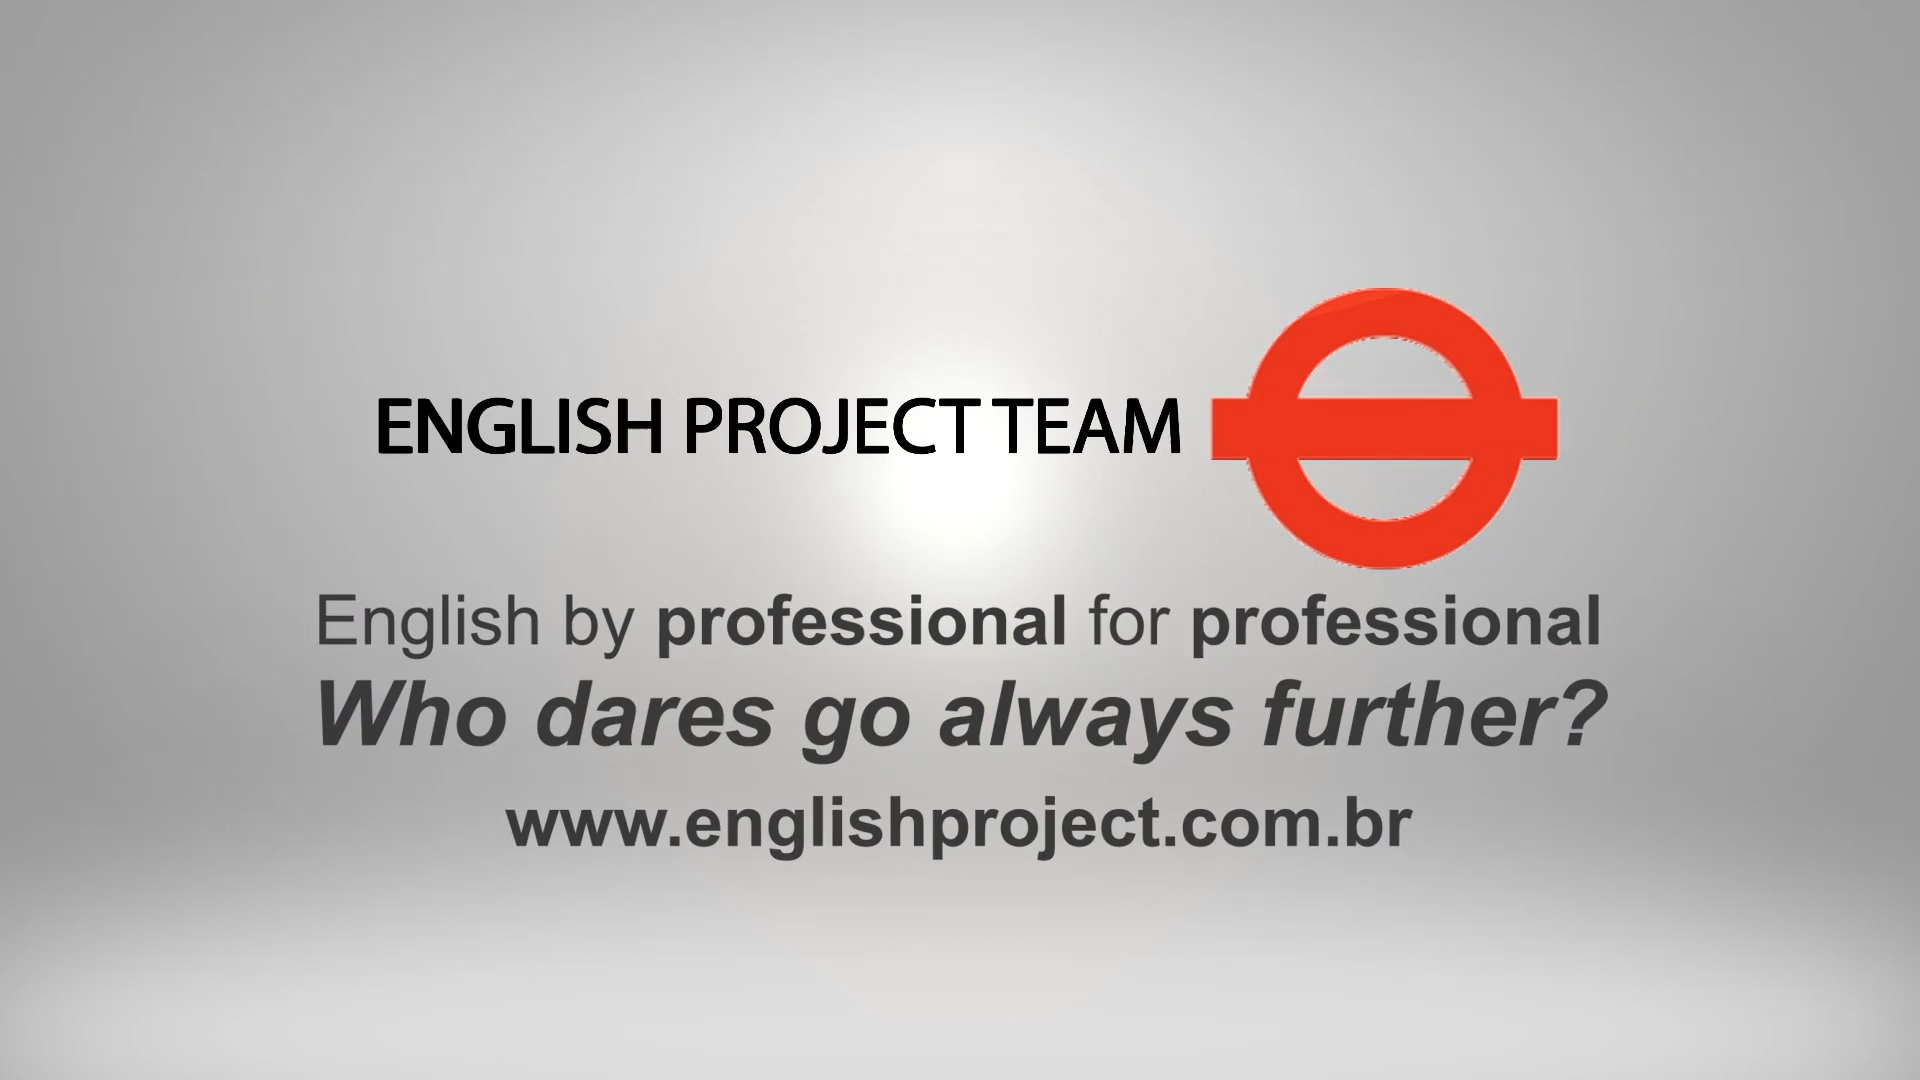 ENGLISH PROJECT TEAM
English by professional for professional
Who dares go always further?
www.englishproject.com.br